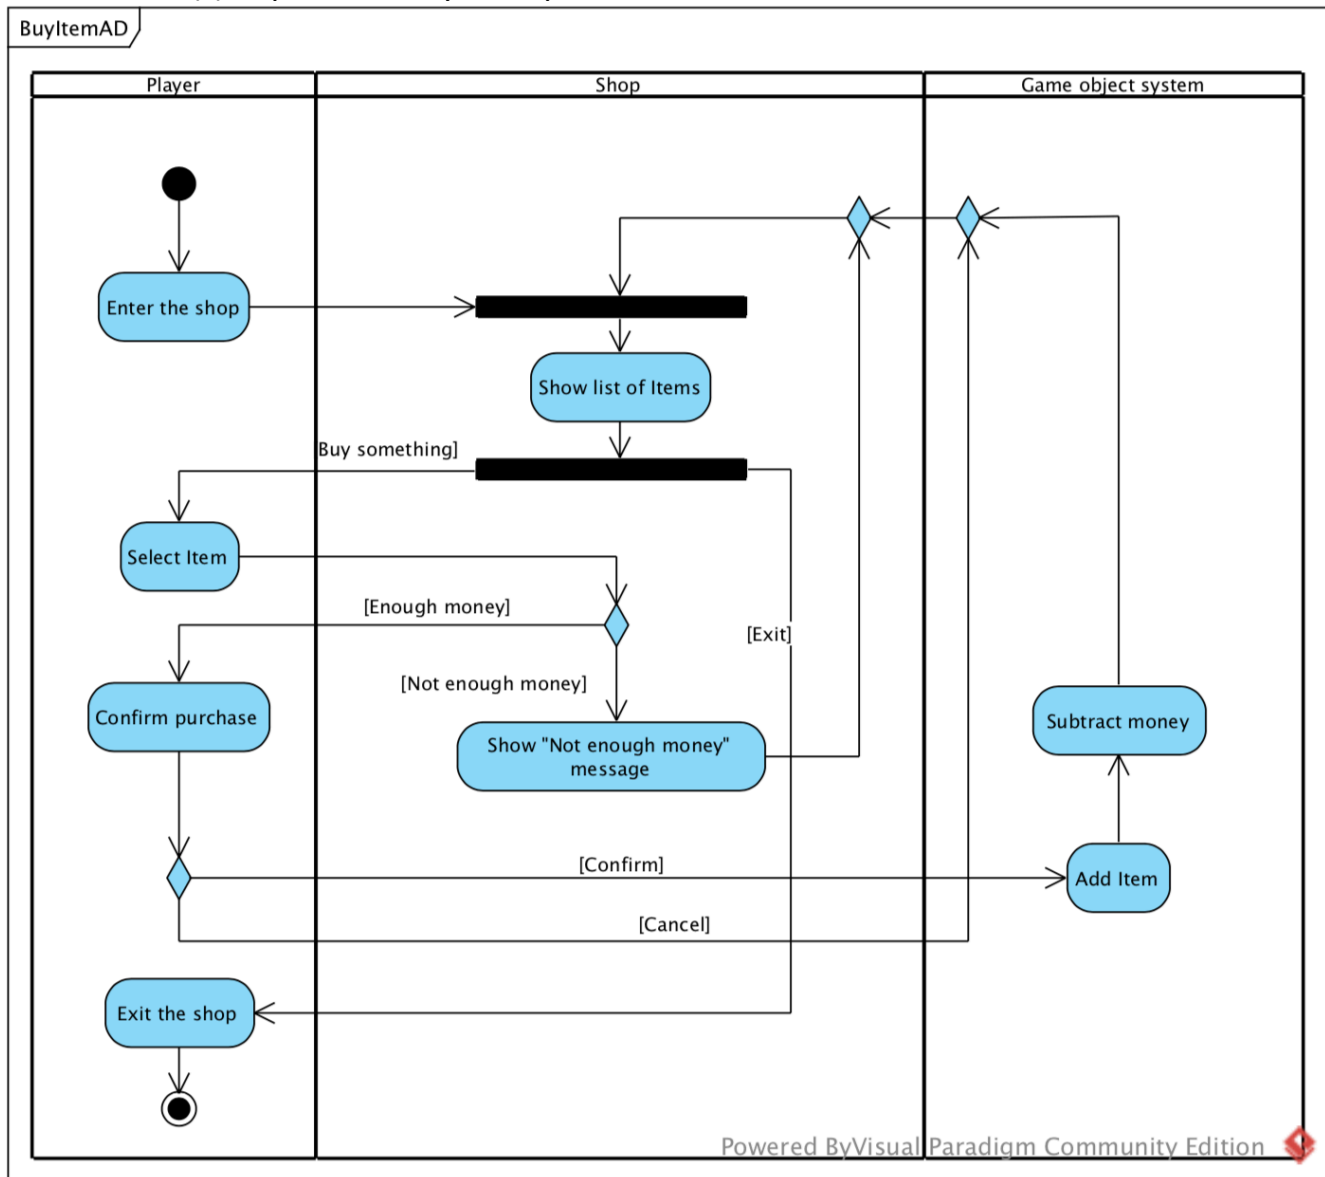 BuyItemAD
Player
Shop
Game object system
Enter the shop
Show list of Items
Buy something]
Select Item
[Enough money]
[Exit]
[Not enough money]
Confirm purchase
Show "Not enough money"
message
Subtract money
[Confirm]
Add Item
[Cancel]
Exit the shop
Powered ByVisual Paradigm Community Edition